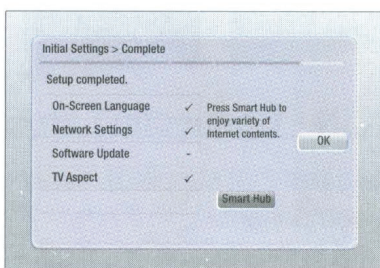 Initial Settings > Complete
Setup completed.
On-Screen Language ✓
Network Settings ✓
Software Update -
TV Aspect ✓
Press Smart Hub to
enjoy variety of
Internet contents.
OK
Smart Hub